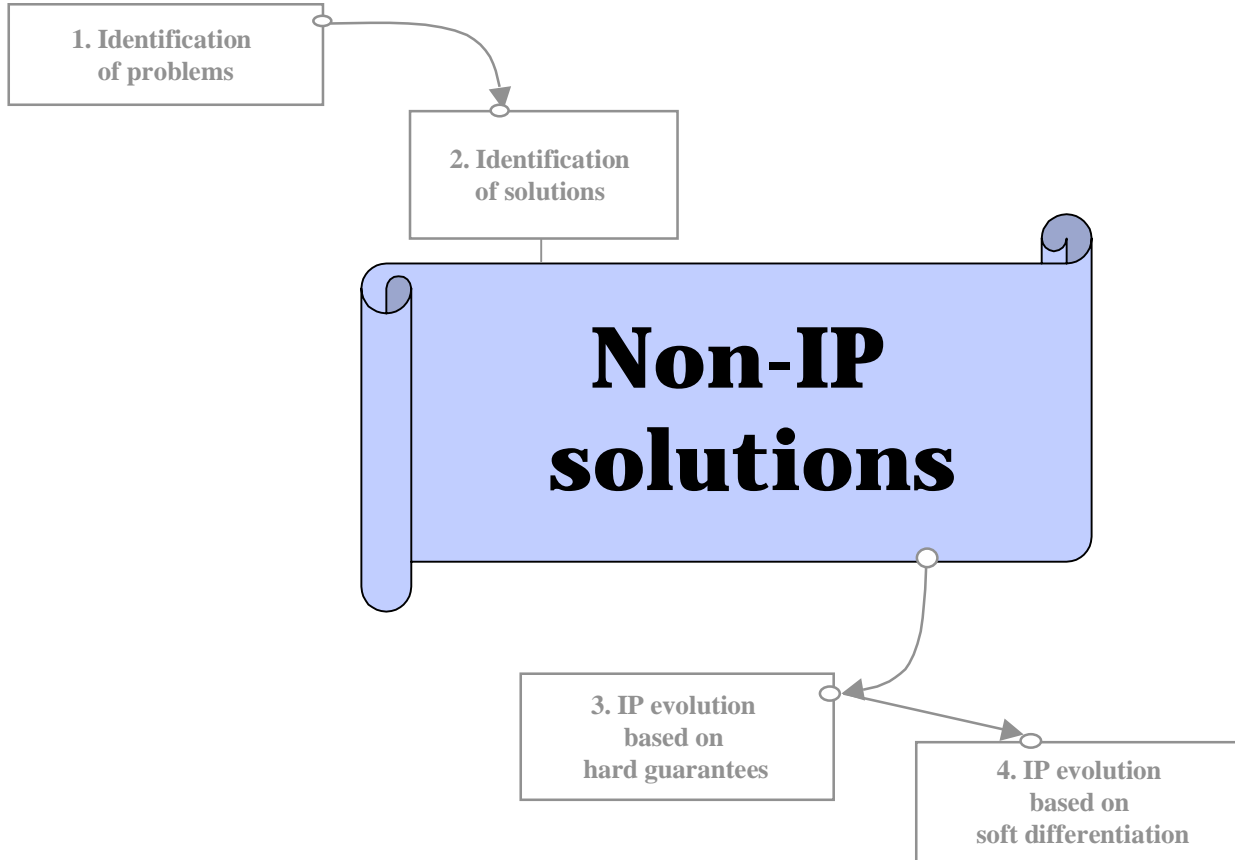 1. Identification
of problems
2. Identification
of solutions
Non-IP
solutions
3. IP evolution
based on
hard guarantees
4. IP evolution
based on
soft differentiation